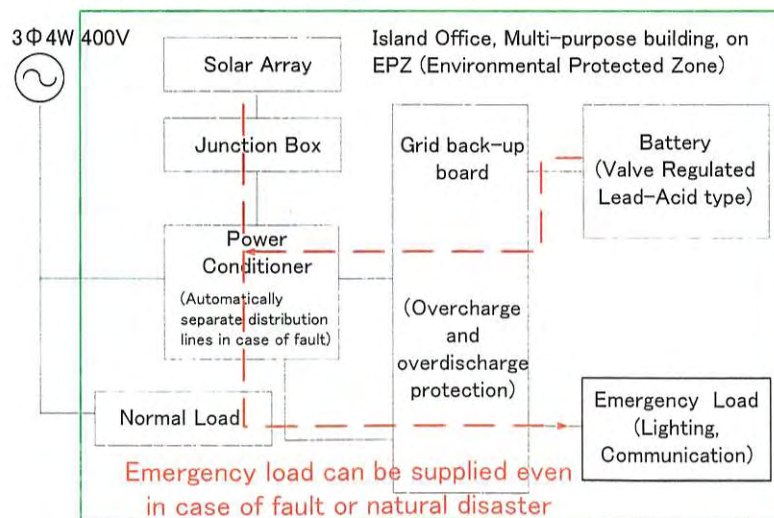 3Φ4W 400V
Island Office, Multi-purpose building, on
EPZ (Environmental Protected Zone)
Solar Array
Junction Box
Grid back-up
board
Battery
(Valve Regulated
Lead-Acid type)
Power
Conditioner
(Automatically
separate distribution
lines in case of fault)
(Overcharge
and
overdischarge
protection)
Normal Load
Emergency Load
(Lighting,
Communication)
Emergency load can be supplied even
in case of fault or natural disaster